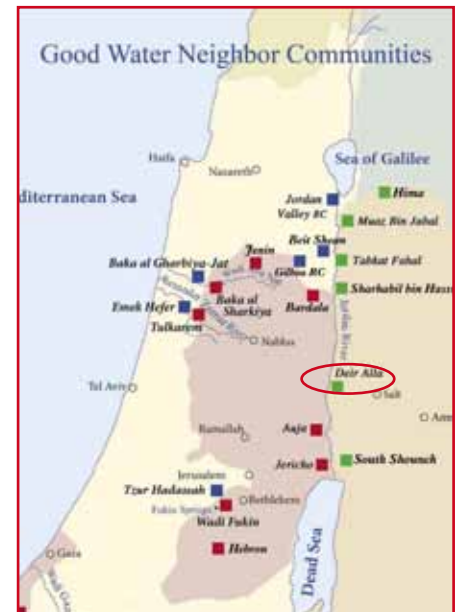 Good Water Neighbor Communities
Haifa
Nazareth
Sea of Galilee
diterranean Sea
Jordan
Valley RC
Hima
Muaz Bin Jabal
Beit Shean
Jenin
Gilboa RC
Tabkat Fahal
Baka al Gharbiya-Jat
Baka al
Sharkiya
Sharhabil bin Hassn
Emek Hefer
Tulkarem
Bardala
Nablus
Jordan River
Deir Alla
Tel Aviv
Salt
Amm
Ramallah
Auja
Jericho
South Shouneh
Jerusalem
Tzur Hadassah
Bethlehem
Fukin Springs
Wadi Fukin
Hebron
Dead Sea
Gaza
Wadi Gaza